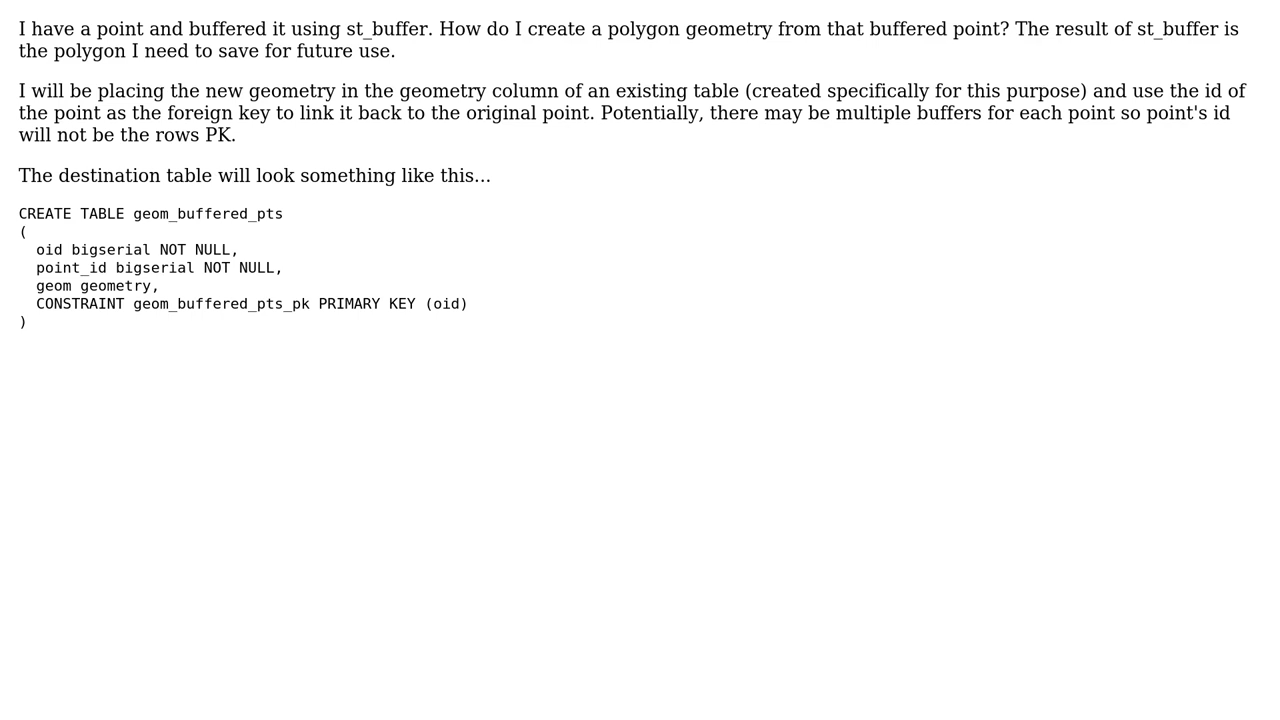 I have a point and buffered it using st_buffer. How do I create a polygon geometry from that buffered point? The result of st_buffer is
the polygon I need to save for future use.
I will be placing the new geometry in the geometry column of an existing table (created specifically for this purpose) and use the id of
the point as the foreign key to link it back to the original point. Potentially, there may be multiple buffers for each point so point's id
will not be the rows PK.
The destination table will look something like this...
CREATE TABLE geom_buffered_pts
(
  oid bigserial NOT NULL,
  point_id bigserial NOT NULL,
  geom geometry,
  CONSTRAINT geom_buffered_pts_pk PRIMARY KEY (oid)
)